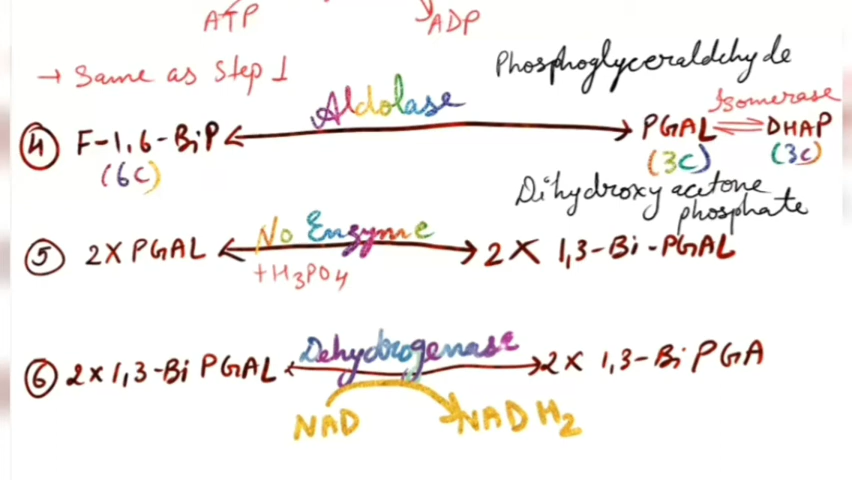 ATP ADP
→ Same as Step 1
Phosphoglyceraldehyde
④ F-1,6-BiP Aldolase PGAL Isomerase DHAP
(6C) (3C) (3C)
Dihydroxy acetone
phosphate
⑤ 2X PGAL No Enzyme 2X 1,3-Bi-PGAL
+H3PO4
⑥ 2x1,3-Bi PGAL Dehydrogenase 2X 1,3-Bi PGA
NAD NADH2